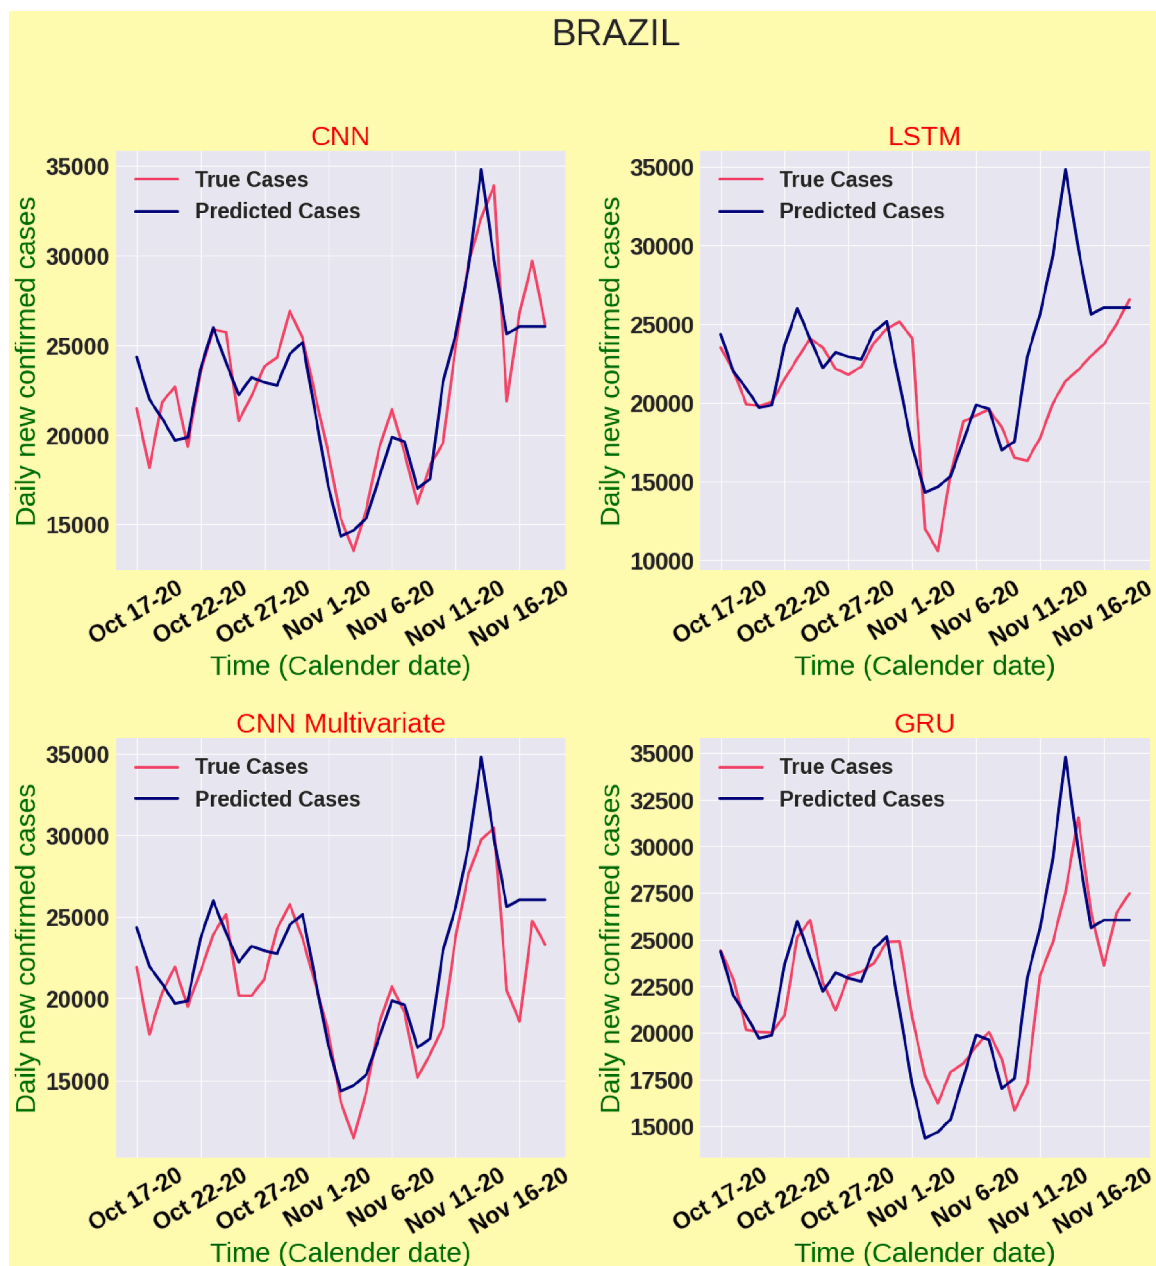 BRAZIL
CNN
35000
30000
25000
20000
15000
True Cases
Predicted Cases
Daily new confirmed cases
Oct 17-20
Oct 22-20
Oct 27-20
Nov 1-20
Nov 6-20
Nov 11-20
Nov 16-20
Time (Calender date)
LSTM
35000
30000
25000
20000
15000
10000
True Cases
Predicted Cases
Daily new confirmed cases
Oct 17-20
Oct 22-20
Oct 27-20
Nov 1-20
Nov 6-20
Nov 11-20
Nov 16-20
Time (Calender date)
CNN Multivariate
35000
30000
25000
20000
15000
True Cases
Predicted Cases
Daily new confirmed cases
Oct 17-20
Oct 22-20
Oct 27-20
Nov 1-20
Nov 6-20
Nov 11-20
Nov 16-20
Time (Calender date)
GRU
35000
32500
30000
27500
25000
22500
20000
17500
15000
True Cases
Predicted Cases
Daily new confirmed cases
Oct 17-20
Oct 22-20
Oct 27-20
Nov 1-20
Nov 6-20
Nov 11-20
Nov 16-20
Time (Calender date)